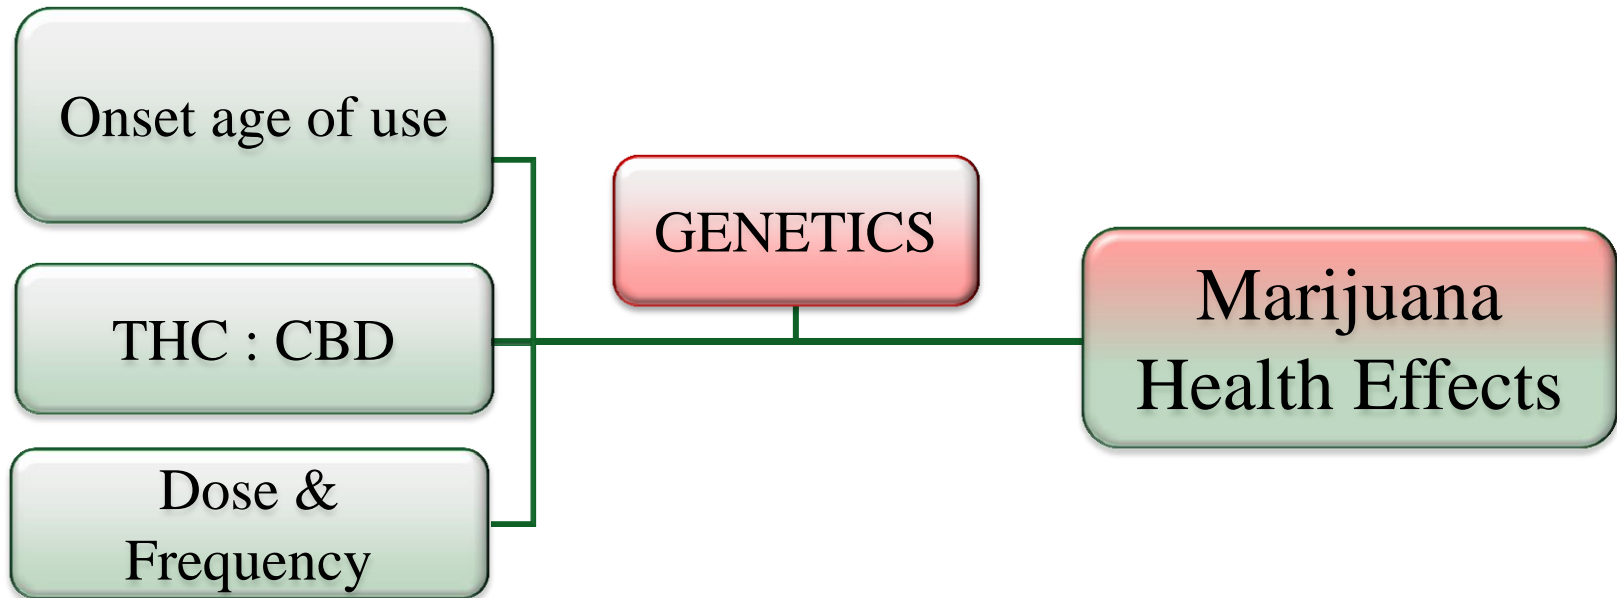 Onset age of use
THC : CBD
Dose &
Frequency
GENETICS
Marijuana
Health Effects